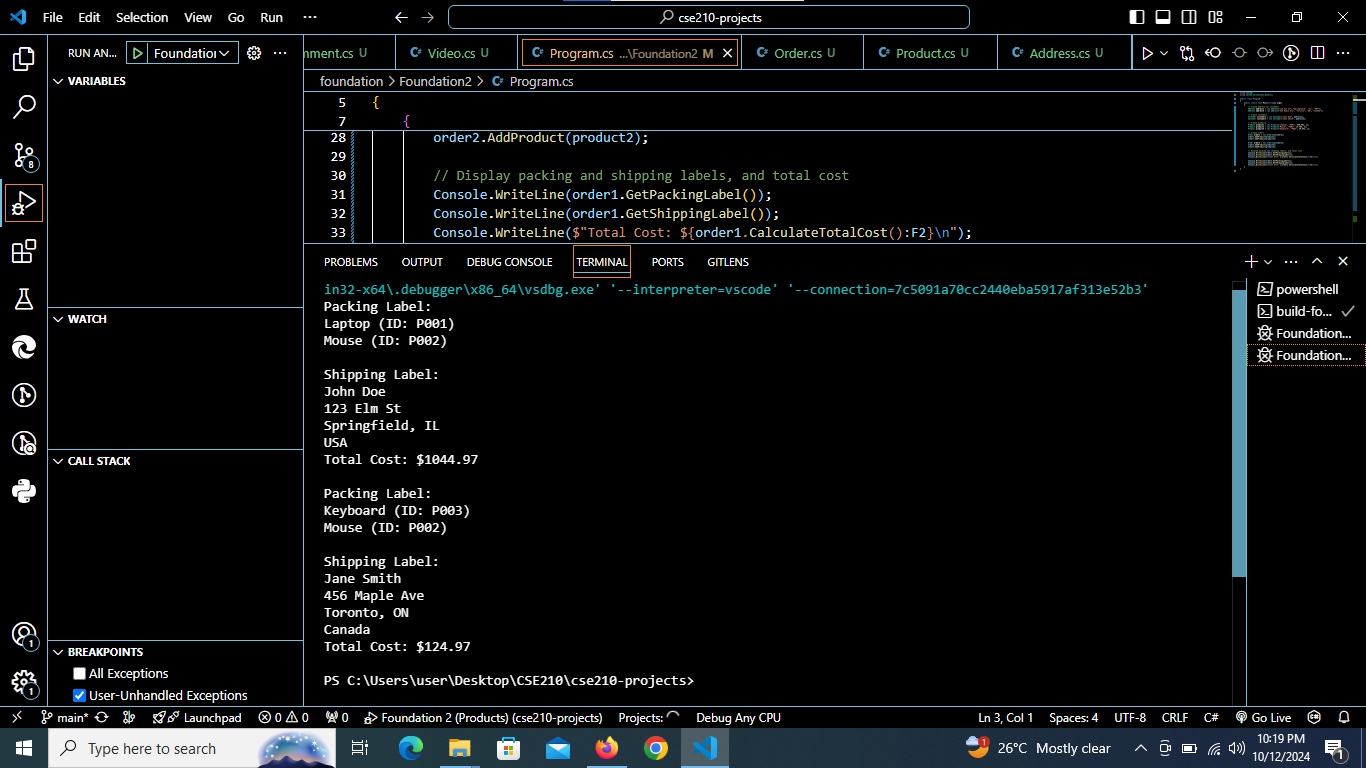 File Edit Selection View Go Run ··· cse210-projects
RUN AN... Foundation ···
nment.cs U Video.cs U Program.cs ...\Foundation2 M Order.cs U Product.cs U Address.cs U
foundation > Foundation2 > Program.cs
VARIABLES
5 {
7 {
28 order2.AddProduct(product2);
29
30 // Display packing and shipping labels, and total cost
31 Console.WriteLine(order1.GetPackingLabel());
32 Console.WriteLine(order1.GetShippingLabel());
33 Console.WriteLine($"Total Cost: ${order1.CalculateTotalCost():F2}\n");
PROBLEMS OUTPUT DEBUG CONSOLE TERMINAL PORTS GITLENS
in32-x64\.debugger\x86_64\vsdbg.exe' '--interpreter=vscode' '--connection=7c5091a70cc2440eba5917af313e52b3'
Packing Label:
Laptop (ID: P001)
Mouse (ID: P002)
Shipping Label:
John Doe
123 Elm St
Springfield, IL
USA
Total Cost: $1044.97
Packing Label:
Keyboard (ID: P003)
Mouse (ID: P002)
Shipping Label:
Jane Smith
456 Maple Ave
Toronto, ON
Canada
Total Cost: $124.97
PS C:\Users\user\Desktop\CSE210\cse210-projects>
powershell
build-fo...
Foundation...
Foundation...
WATCH
CALL STACK
BREAKPOINTS
All Exceptions
User-Unhandled Exceptions
8
1
1
main* Launchpad 0 0 0 Foundation 2 (Products) (cse210-projects) Projects: Debug Any CPU Ln 3, Col 1 Spaces: 4 UTF-8 CRLF C# Go Live
Type here to search 1 26°C Mostly clear 10:19 PM
10/12/2024 1